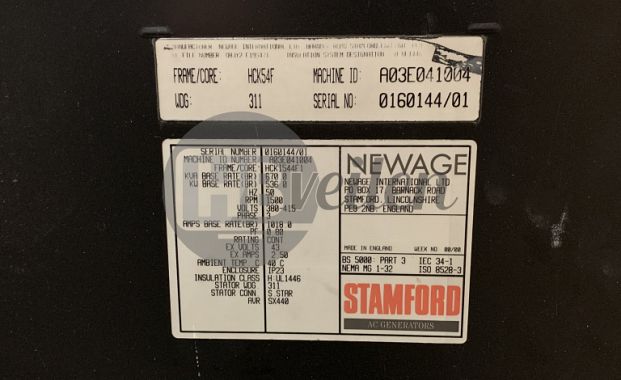 MANUFACTURER NEWAGE INTERNATIONAL LTD
FRAME/CORE: HCK54F MACHINE ID: A03E041004
WDG: 311 SERIAL NO: 0160144/01
SERIAL NUMBER 0160144/01
MACHINE ID NUMBER A03E041004
FRAME/CORE: HCK1544F1
KVA BASE RATE(BR) 670.0
KW BASE RATE(BR) 536.0
HZ 50
RPM 1500
VOLTS 380-415
PHASE 3
AMPS BASE RATE(BR) 1018.0
PF 0.80
RATING CONT
EX VOLTS 43
EX AMPS 2.50
AMBIENT TEMP. C 40 C
ENCLOSURE IP23
INSULATION CLASS H UL1446
STATOR WDG 311
STATOR CONN S STAR
AVR SX440
NEWAGE
NEWAGE INTERNATIONAL LTD
PO BOX 17 BARNACK ROAD
STAMFORD. LINCOLNSHIRE
PE9 2NB. ENGLAND
MADE IN ENGLAND WEEK NO 00/00
BS 5000: PART 3 IEC 34-1
NEMA MG 1-32 ISO 8528-3
STAMFORD
AC GENERATORS